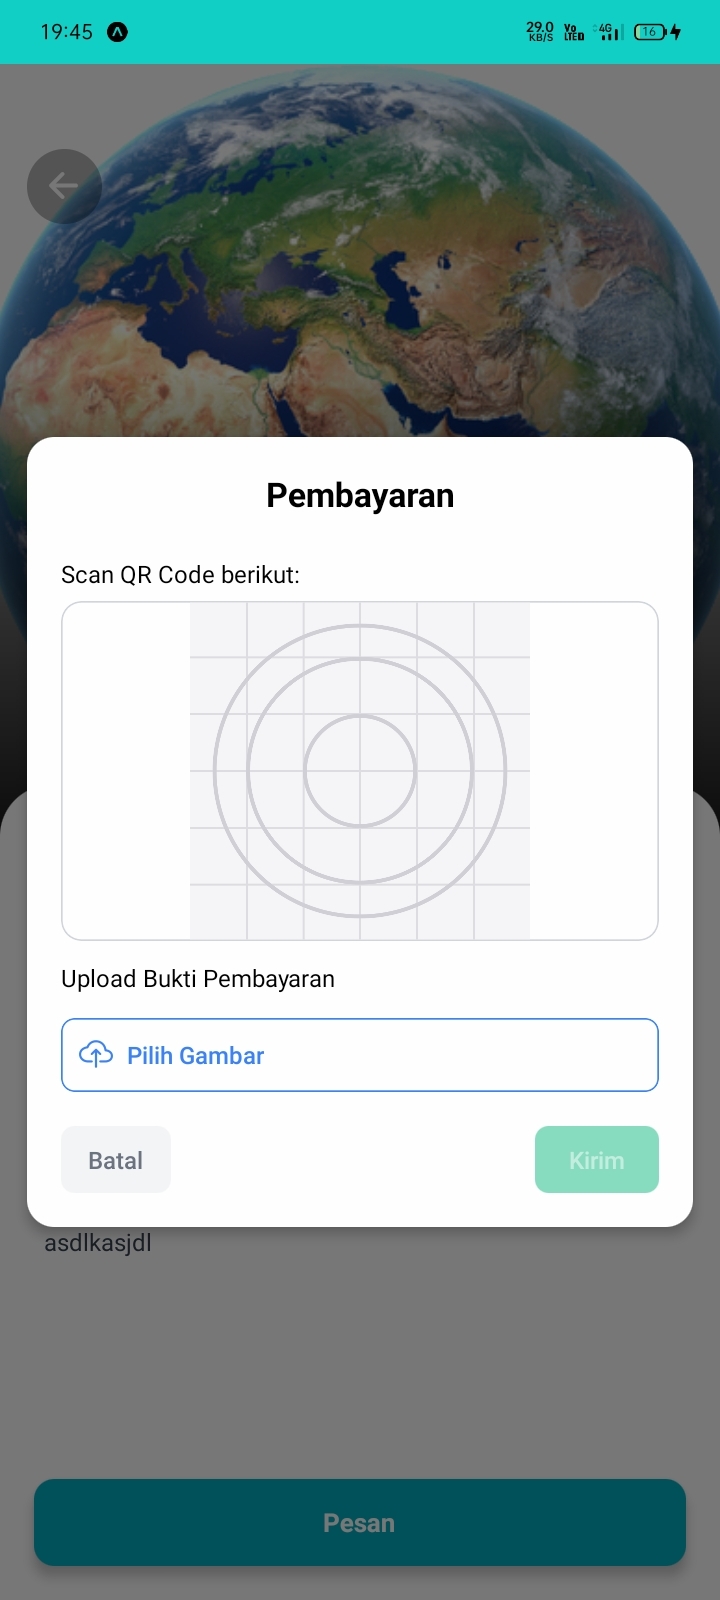 19:45
29.0 KB/S Vo LTE 4G 16
Pembayaran
Scan QR Code berikut:
Upload Bukti Pembayaran
Pilih Gambar
Batal
Kirim
asdlkasjdl
Pesan